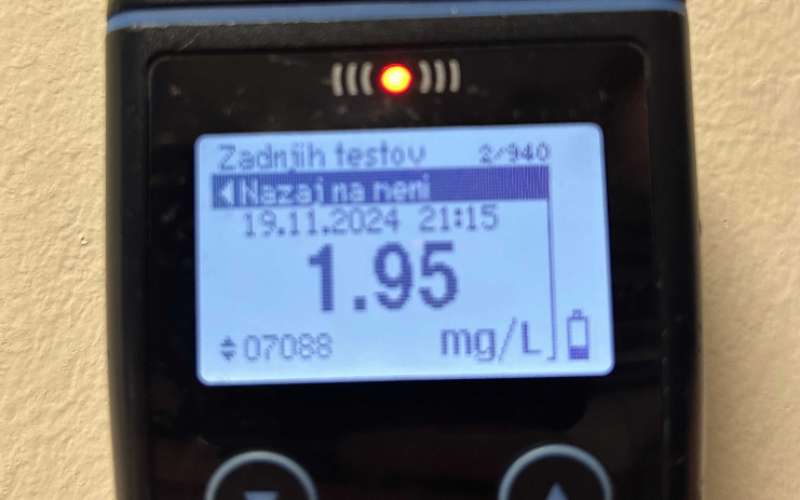 Zadnjih testov 2/940
Nazaj na meni
19.11.2024 21:15
1.95
07088 mg/L